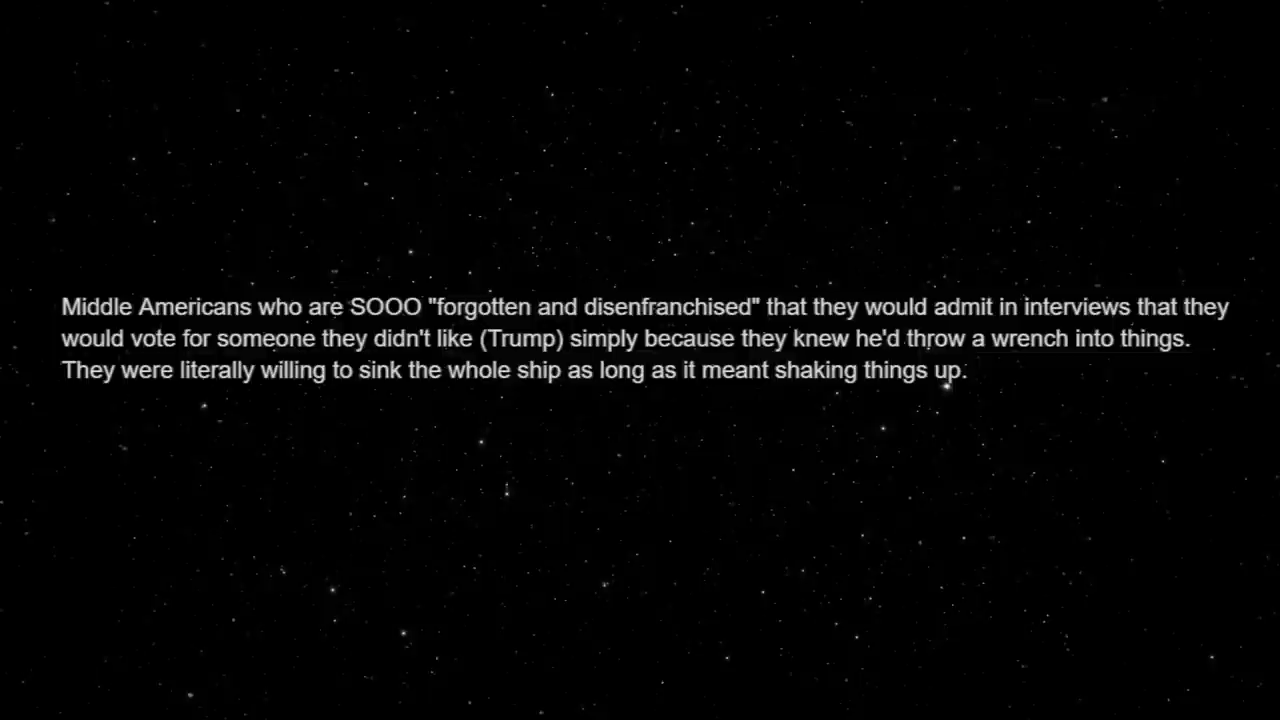 Middle Americans who are SOOO "forgotten and disenfranchised" that they would admit in interviews that they
would vote for someone they didn't like (Trump) simply because they knew he'd throw a wrench into things.
They were literally willing to sink the whole ship as long as it meant shaking things up.